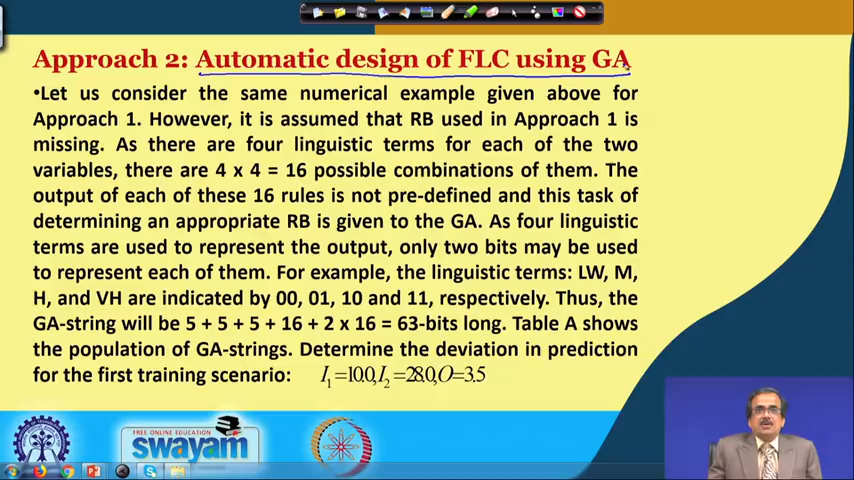 Approach 2: Automatic design of FLC using GA
•Let us consider the same numerical example given above for
Approach 1. However, it is assumed that RB used in Approach 1 is
missing. As there are four linguistic terms for each of the two
variables, there are 4 x 4 = 16 possible combinations of them. The
output of each of these 16 rules is not pre-defined and this task of
determining an appropriate RB is given to the GA. As four linguistic
terms are used to represent the output, only two bits may be used
to represent each of them. For example, the linguistic terms: LW, M,
H, and VH are indicated by 00, 01, 10 and 11, respectively. Thus, the
GA-string will be 5 + 5 + 5 + 16 + 2 x 16 = 63-bits long. Table A shows
the population of GA-strings. Determine the deviation in prediction
for the first training scenario: I₁=10.0, I₂=28.0, O=3.5
FREE ONLINE EDUCATION
swayam